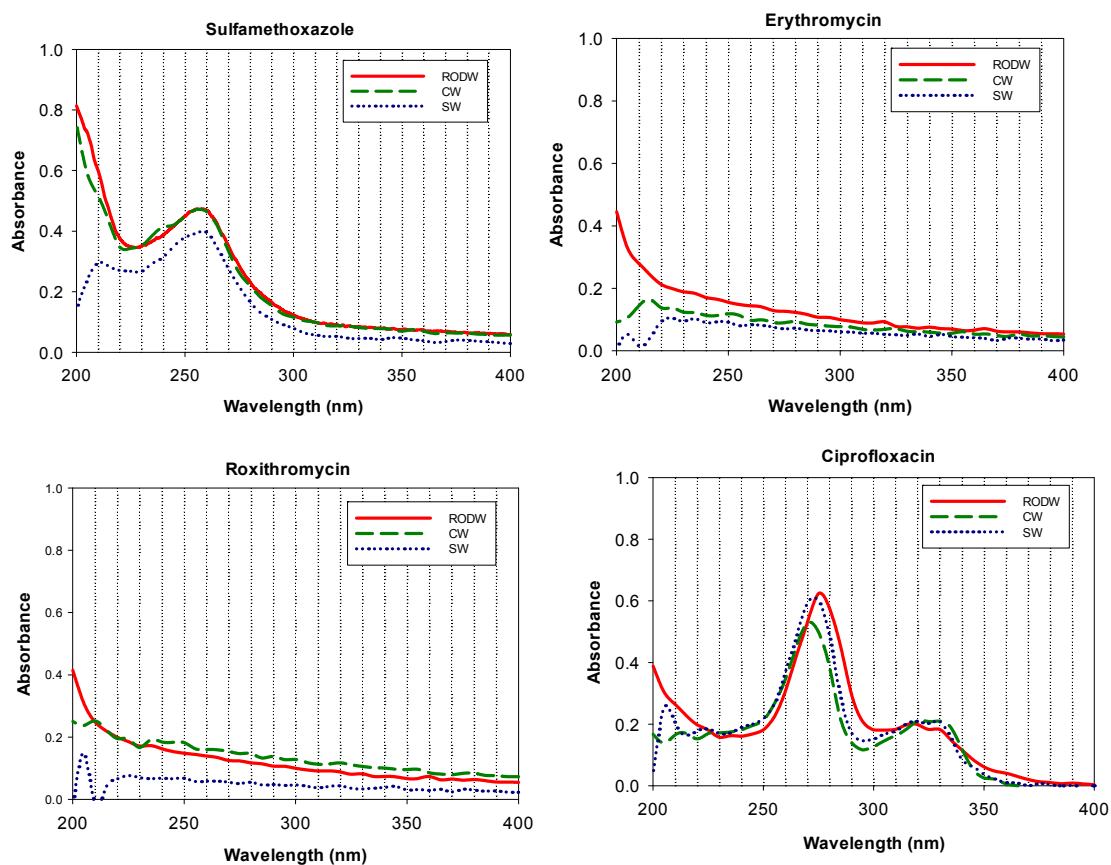 Sulfamethoxazole
1.0
0.8
0.6
0.4
0.2
0.0
Absorbance
RODW
CW
SW
200 250 300 350 400
Wavelength (nm)
Erythromycin
1.0
0.8
0.6
0.4
0.2
0.0
Absorbance
RODW
CW
SW
200 250 300 350 400
Wavelength (nm)
Roxithromycin
1.0
0.8
0.6
0.4
0.2
0.0
Absorbance
RODW
CW
SW
200 250 300 350 400
Wavelength (nm)
Ciprofloxacin
1.0
0.8
0.6
0.4
0.2
0.0
Absorbance
RODW
CW
SW
200 250 300 350 400
Wavelength (nm)